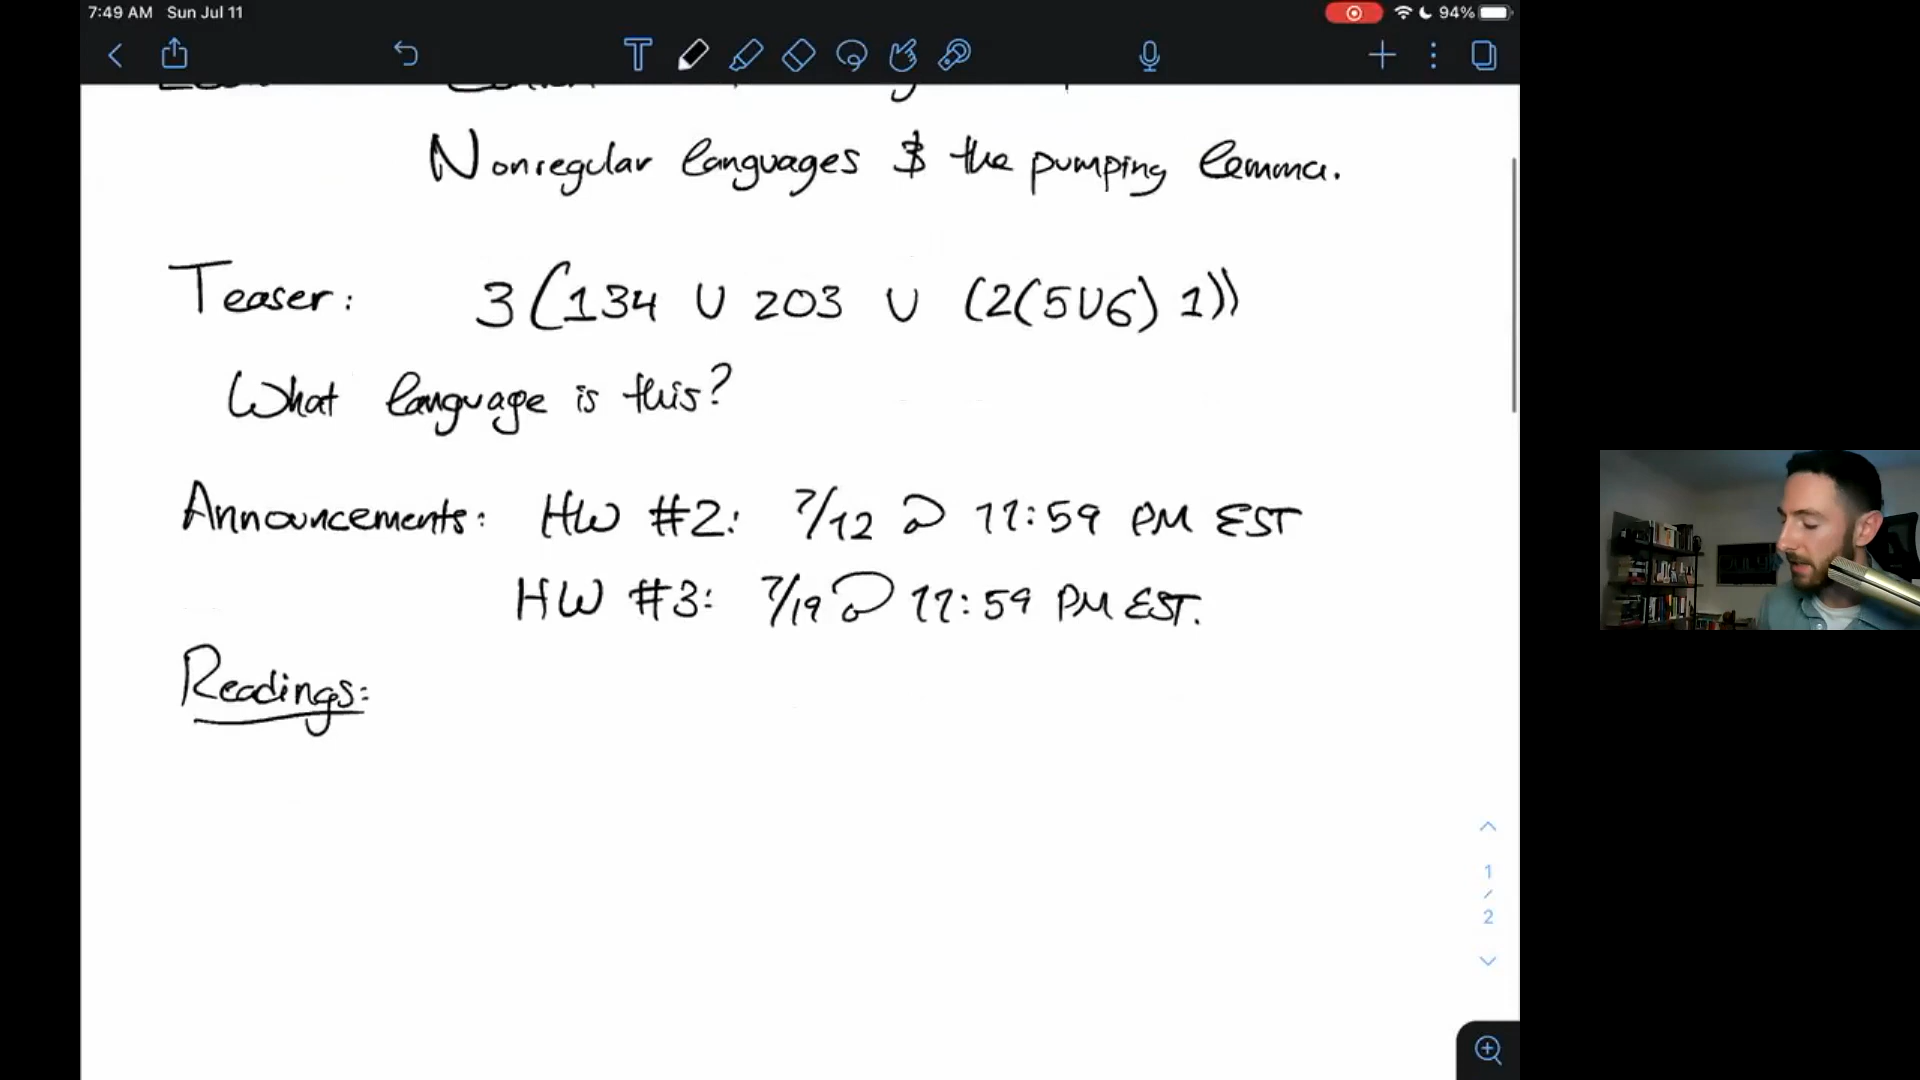 7:49 AM Sun Jul 11
94%
Nonregular languages & the pumping lemma.
Teaser: 3(134 ∪ 203 ∪ (2(5∪6) 1))
What language is this?
Announcements: HW #2: 7/12 @ 11:59 PM EST
HW #3: 7/19 @ 11:59 PM EST.
Readings:
1
/
2